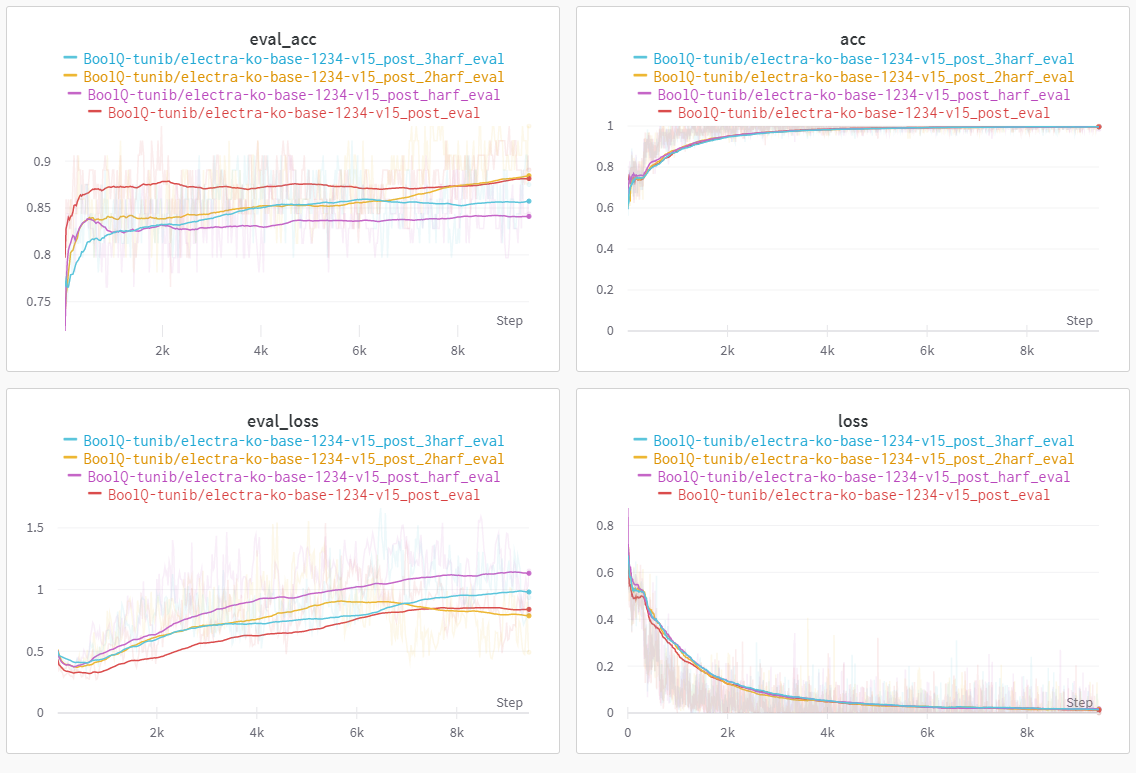 eval_acc
BoolQ-tunib/electra-ko-base-1234-v15_post_3harf_eval
BoolQ-tunib/electra-ko-base-1234-v15_post_2harf_eval
BoolQ-tunib/electra-ko-base-1234-v15_post_harf_eval
BoolQ-tunib/electra-ko-base-1234-v15_post_eval
0.9
0.85
0.8
0.75
Step
2k 4k 6k 8k
acc
BoolQ-tunib/electra-ko-base-1234-v15_post_3harf_eval
BoolQ-tunib/electra-ko-base-1234-v15_post_2harf_eval
BoolQ-tunib/electra-ko-base-1234-v15_post_harf_eval
BoolQ-tunib/electra-ko-base-1234-v15_post_eval
1
0.8
0.6
0.4
0.2
0
Step
2k 4k 6k 8k
eval_loss
BoolQ-tunib/electra-ko-base-1234-v15_post_3harf_eval
BoolQ-tunib/electra-ko-base-1234-v15_post_2harf_eval
BoolQ-tunib/electra-ko-base-1234-v15_post_harf_eval
BoolQ-tunib/electra-ko-base-1234-v15_post_eval
1.5
1
0.5
0
Step
2k 4k 6k 8k
loss
BoolQ-tunib/electra-ko-base-1234-v15_post_3harf_eval
BoolQ-tunib/electra-ko-base-1234-v15_post_2harf_eval
BoolQ-tunib/electra-ko-base-1234-v15_post_harf_eval
BoolQ-tunib/electra-ko-base-1234-v15_post_eval
0.8
0.6
0.4
0.2
0
Step
0 2k 4k 6k 8k